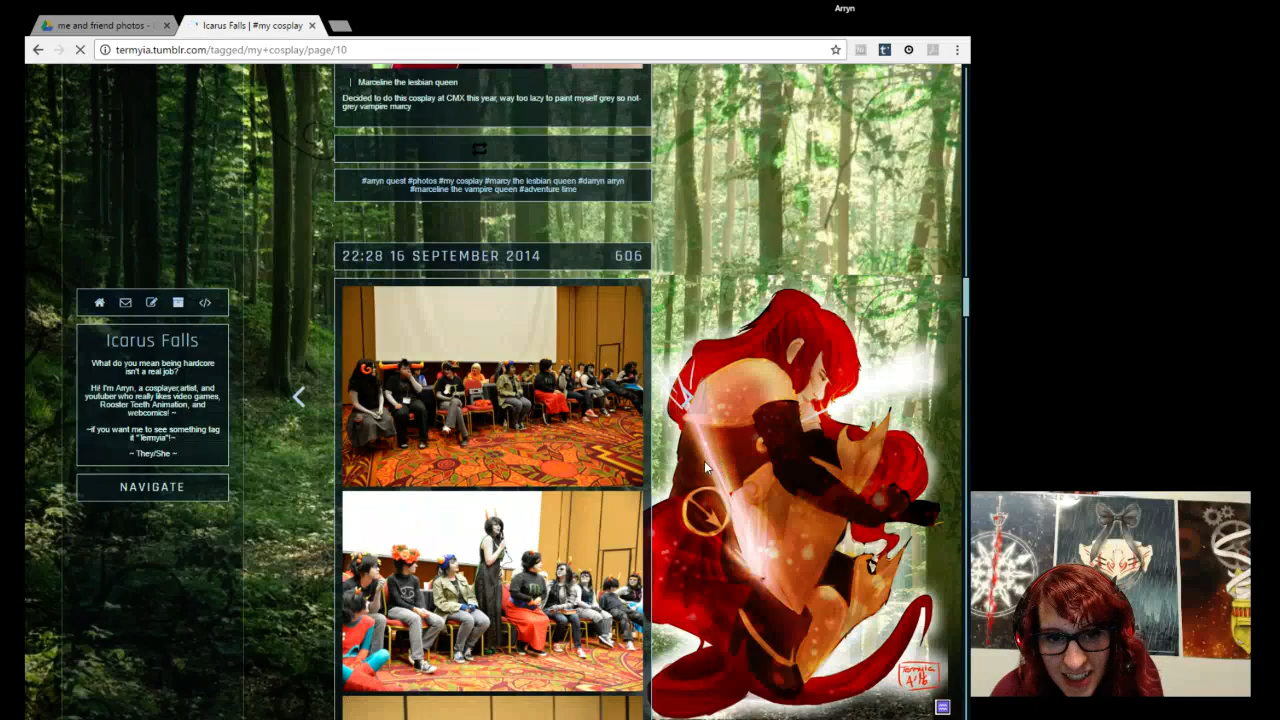 Arryn
me and friend photos -
Icarus Falls | #my cosplay
termyia.tumblr.com/tagged/my+cosplay/page/10
Marceline the lesbian queen
Decided to do this cosplay at CMX this year, way too lazy to paint myself grey so not-
grey vampire marcy
#arryn quest #photos #my cosplay #marcy the lesbian queen #darryn arryn
#marceline the vampire queen #adventure time
22:28 16 SEPTEMBER 2014
606
Icarus Falls
What do you mean being hardcore
isn't a real job?
Hi! I'm Arryn, a cosplayer,artist, and
youtuber who really likes video games,
Rooster Teeth Animation, and
webcomics! ~
~if you want me to see something tag
it "Termyia"!~
~ They/She ~
NAVIGATE
Termyia